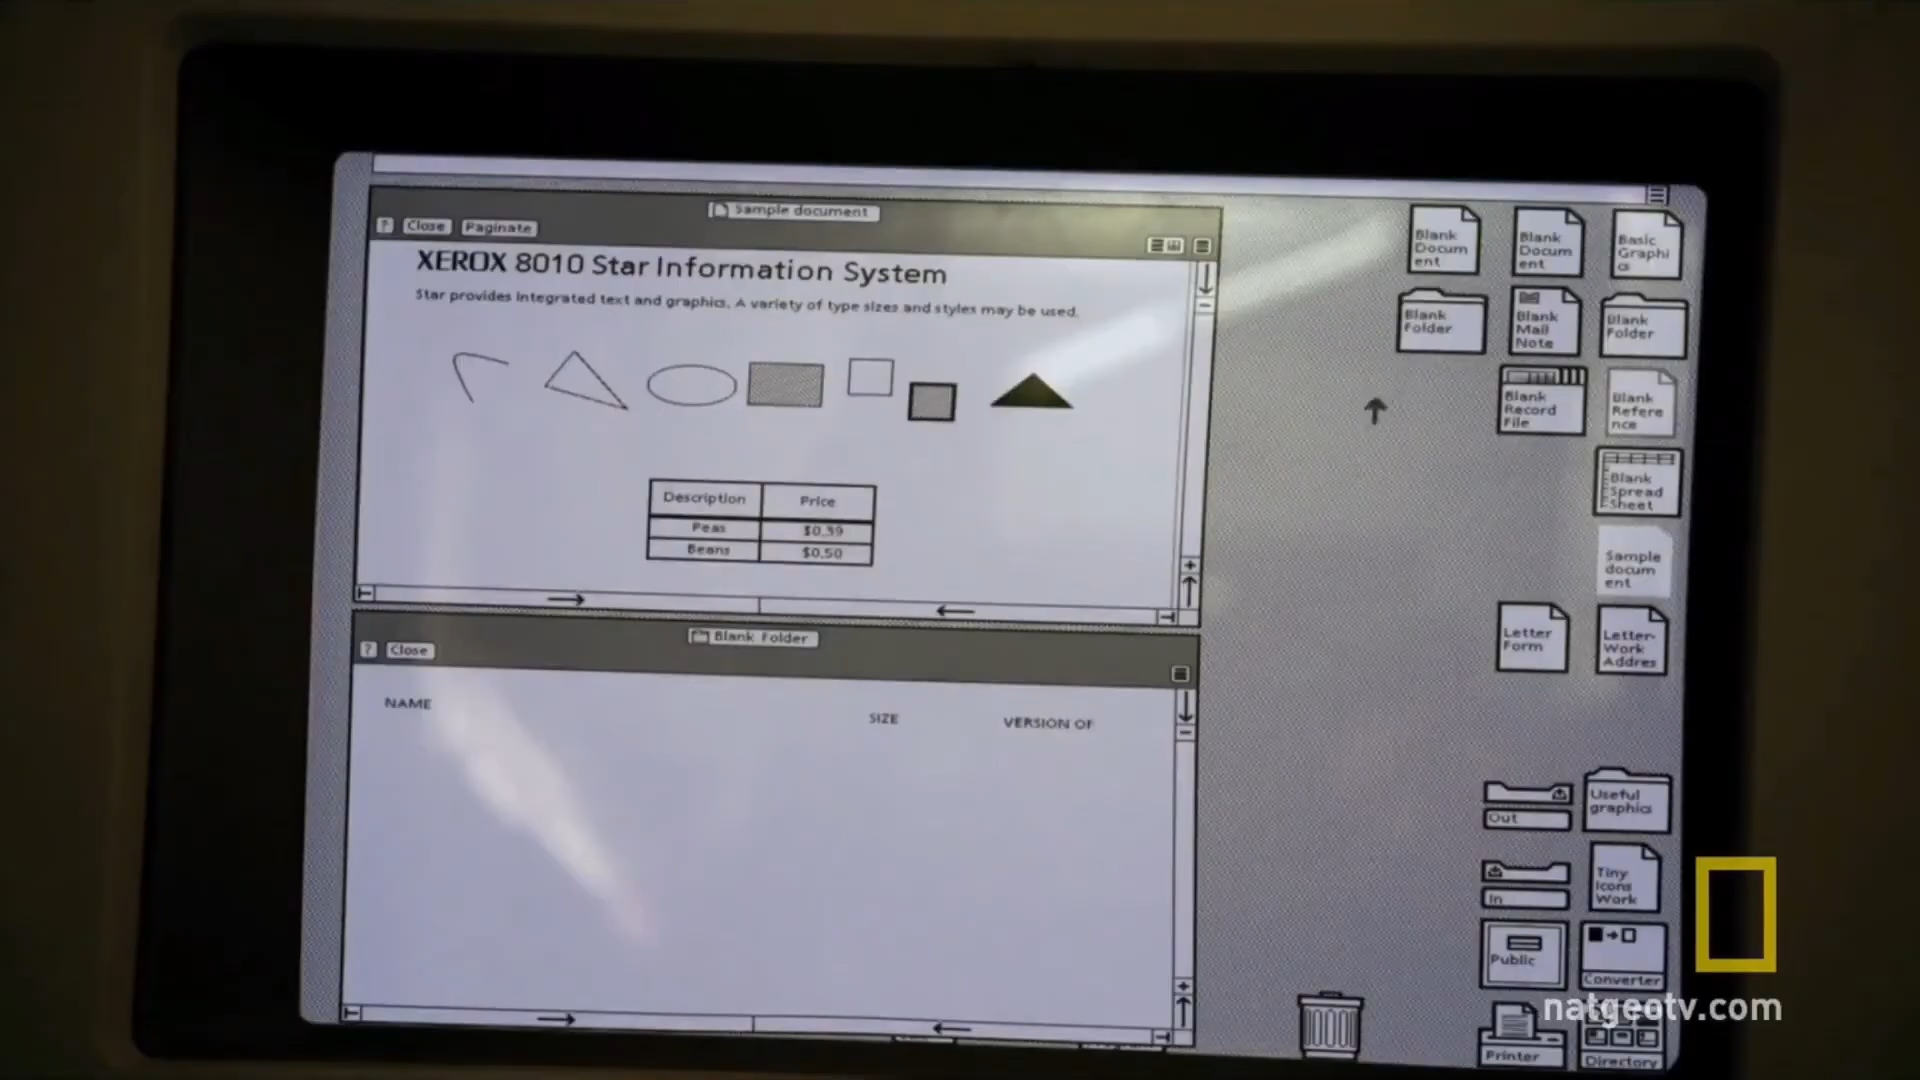 Sample document
? Close Paginate
XEROX 8010 Star Information System
Star provides integrated text and graphics. A variety of type sizes and styles may be used.
Description Price
Peas $0.39
Beans $0.50
Blank Folder
? Close
NAME SIZE VERSION OF
Blank
Docum
ent
Blank
Docum
ent
Basic
Graphi
cs
Blank
Folder
Blank
Mail
Note
Blank
Folder
Blank
Record
File
Blank
Refere
nce
Blank
Spread
Sheet
Sample
docum
ent
Letter
Form
Letter-
Work
Addres
Out
Useful
graphics
In
Tiny
Icons
Work
Public
Converter
Printer
Directory
natgeotv.com